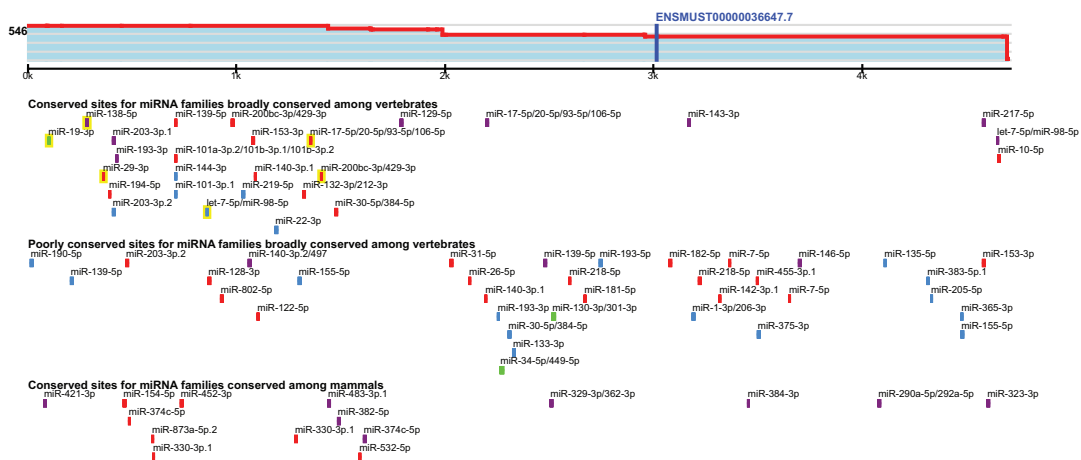 ENSMUST00000036647.7
546
0k 1k 2k 3k 4k
Conserved sites for miRNA families broadly conserved among vertebrates
miR-138-5p miR-139-5p miR-200bc-3p/429-3p miR-129-5p miR-17-5p/20-5p/93-5p/106-5p miR-143-3p miR-217-5p
miR-19-3p miR-203-3p.1 miR-153-3p miR-17-5p/20-5p/93-5p/106-5p let-7-5p/miR-98-5p
miR-193-3p miR-101a-3p.2/101b-3p.1/101b-3p.2 miR-10-5p
miR-29-3p miR-144-3p miR-140-3p.1 miR-200bc-3p/429-3p
miR-194-5p miR-101-3p.1 miR-219-5p miR-132-3p/212-3p
miR-203-3p.2 let-7-5p/miR-98-5p miR-30-5p/384-5p
miR-22-3p
Poorly conserved sites for miRNA families broadly conserved among vertebrates
miR-190-5p miR-203-3p.2 miR-140-3p.2/497 miR-31-5p miR-139-5p miR-193-5p miR-182-5p miR-7-5p miR-146-5p miR-135-5p miR-153-3p
miR-139-5p miR-128-3p miR-155-5p miR-26-5p miR-218-5p miR-218-5p miR-455-3p.1 miR-383-5p.1
miR-802-5p miR-140-3p.1 miR-181-5p miR-142-3p.1 miR-7-5p miR-205-5p
miR-122-5p miR-193-3p miR-130-3p/301-3p miR-1-3p/206-3p miR-365-3p
miR-30-5p/384-5p miR-375-3p miR-155-5p
miR-133-3p
miR-34-5p/449-5p
Conserved sites for miRNA families conserved among mammals
miR-421-3p miR-154-5p miR-452-3p miR-483-3p.1 miR-329-3p/362-3p miR-384-3p miR-290a-5p/292a-5p miR-323-3p
miR-374c-5p miR-382-5p
miR-873a-5p.2 miR-330-3p.1 miR-374c-5p
miR-330-3p.1 miR-532-5p